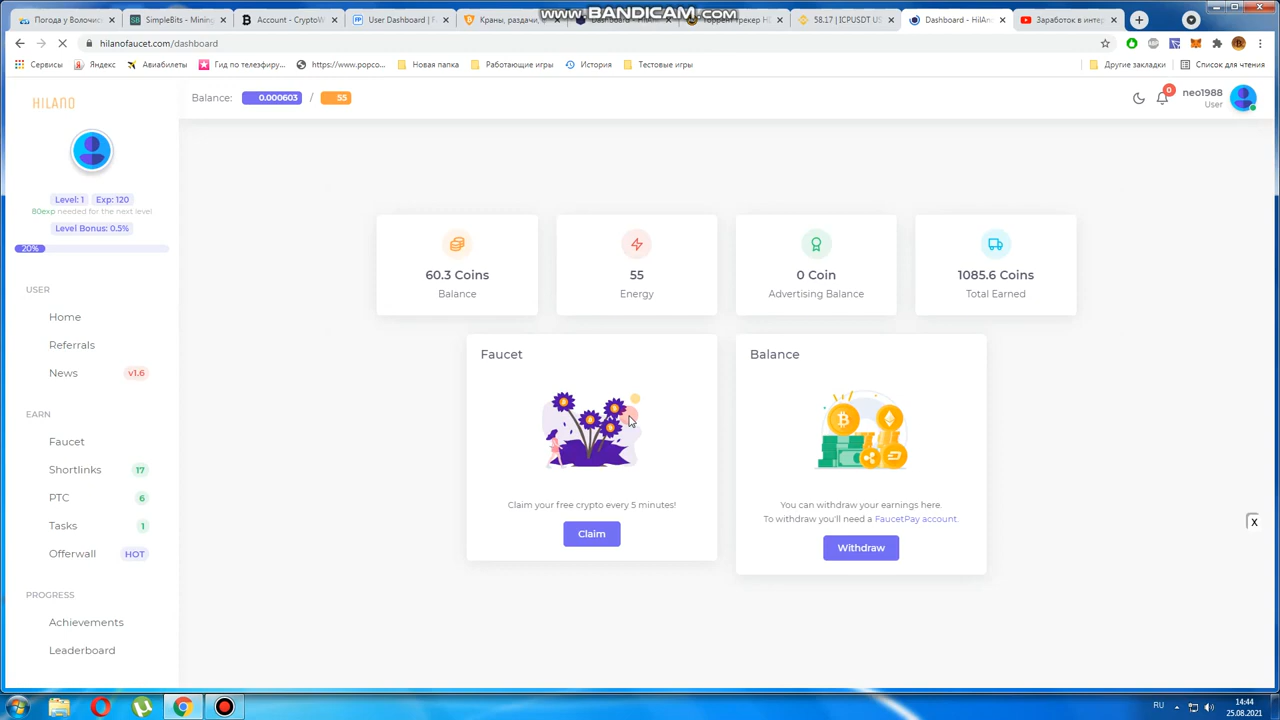 www.BANDICAM.com
Погода у Волочис
SimpleBits - Mining
Account - CryptoW
User Dashboard | F
Краны, раздачи,
58.17 | ICPUSDT
Dashboard - HilAn
Заработок в интер
hilanofaucet.com/dashboard
Сервисы
Яндекс
Авиабилеты
Гид по телэфиру...
https://www.popco...
Новая папка
Работающие игры
История
Тестовые игры
Другие закладки
Список для чтения
HILANO
Balance: 0.000603 / 55
0
neo1988
User
Level: 1 Exp: 120
80exp needed for the next level
Level Bonus: 0.5%
20%
USER
Home
Referrals
News v1.6
EARN
Faucet
Shortlinks 17
PTC 6
Tasks 1
Offerwall HOT
PROGRESS
Achievements
Leaderboard
60.3 Coins
Balance
55
Energy
0 Coin
Advertising Balance
1085.6 Coins
Total Earned
Faucet
Claim your free crypto every 5 minutes!
Claim
Balance
You can withdraw your earnings here.
To withdraw you'll need a FaucetPay account.
Withdraw
X
RU
14:44
25.08.2021